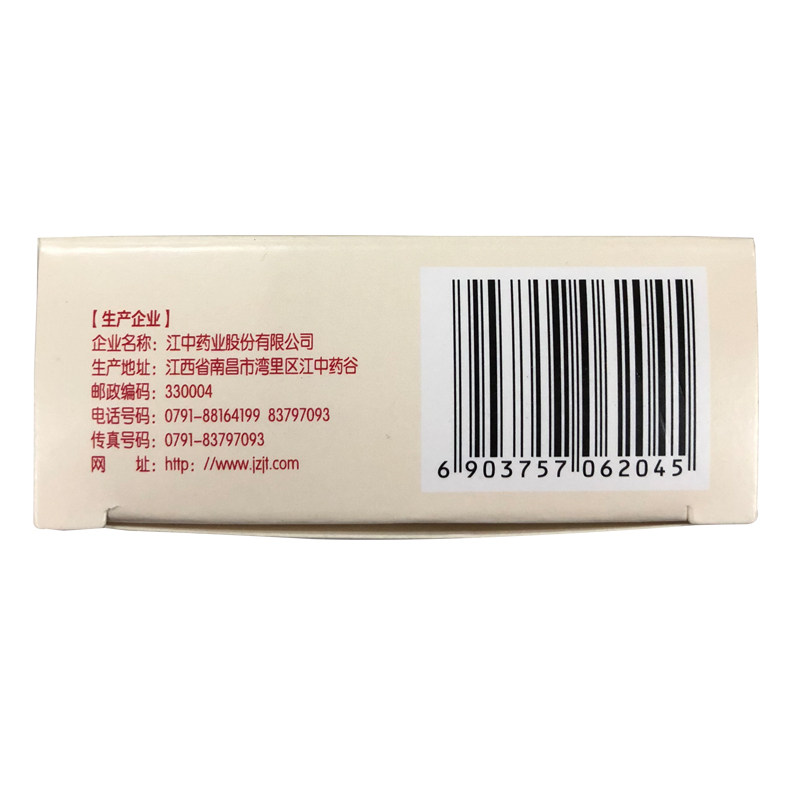 【生产企业】
企业名称：江中药业股份有限公司
生产地址：江西省南昌市湾里区江中药谷
邮政编码：330004
电话号码：0791-88164199 83797093
传真号码：0791-83797093
网　　址：http：//www.jzjt.com
6 903757 062045